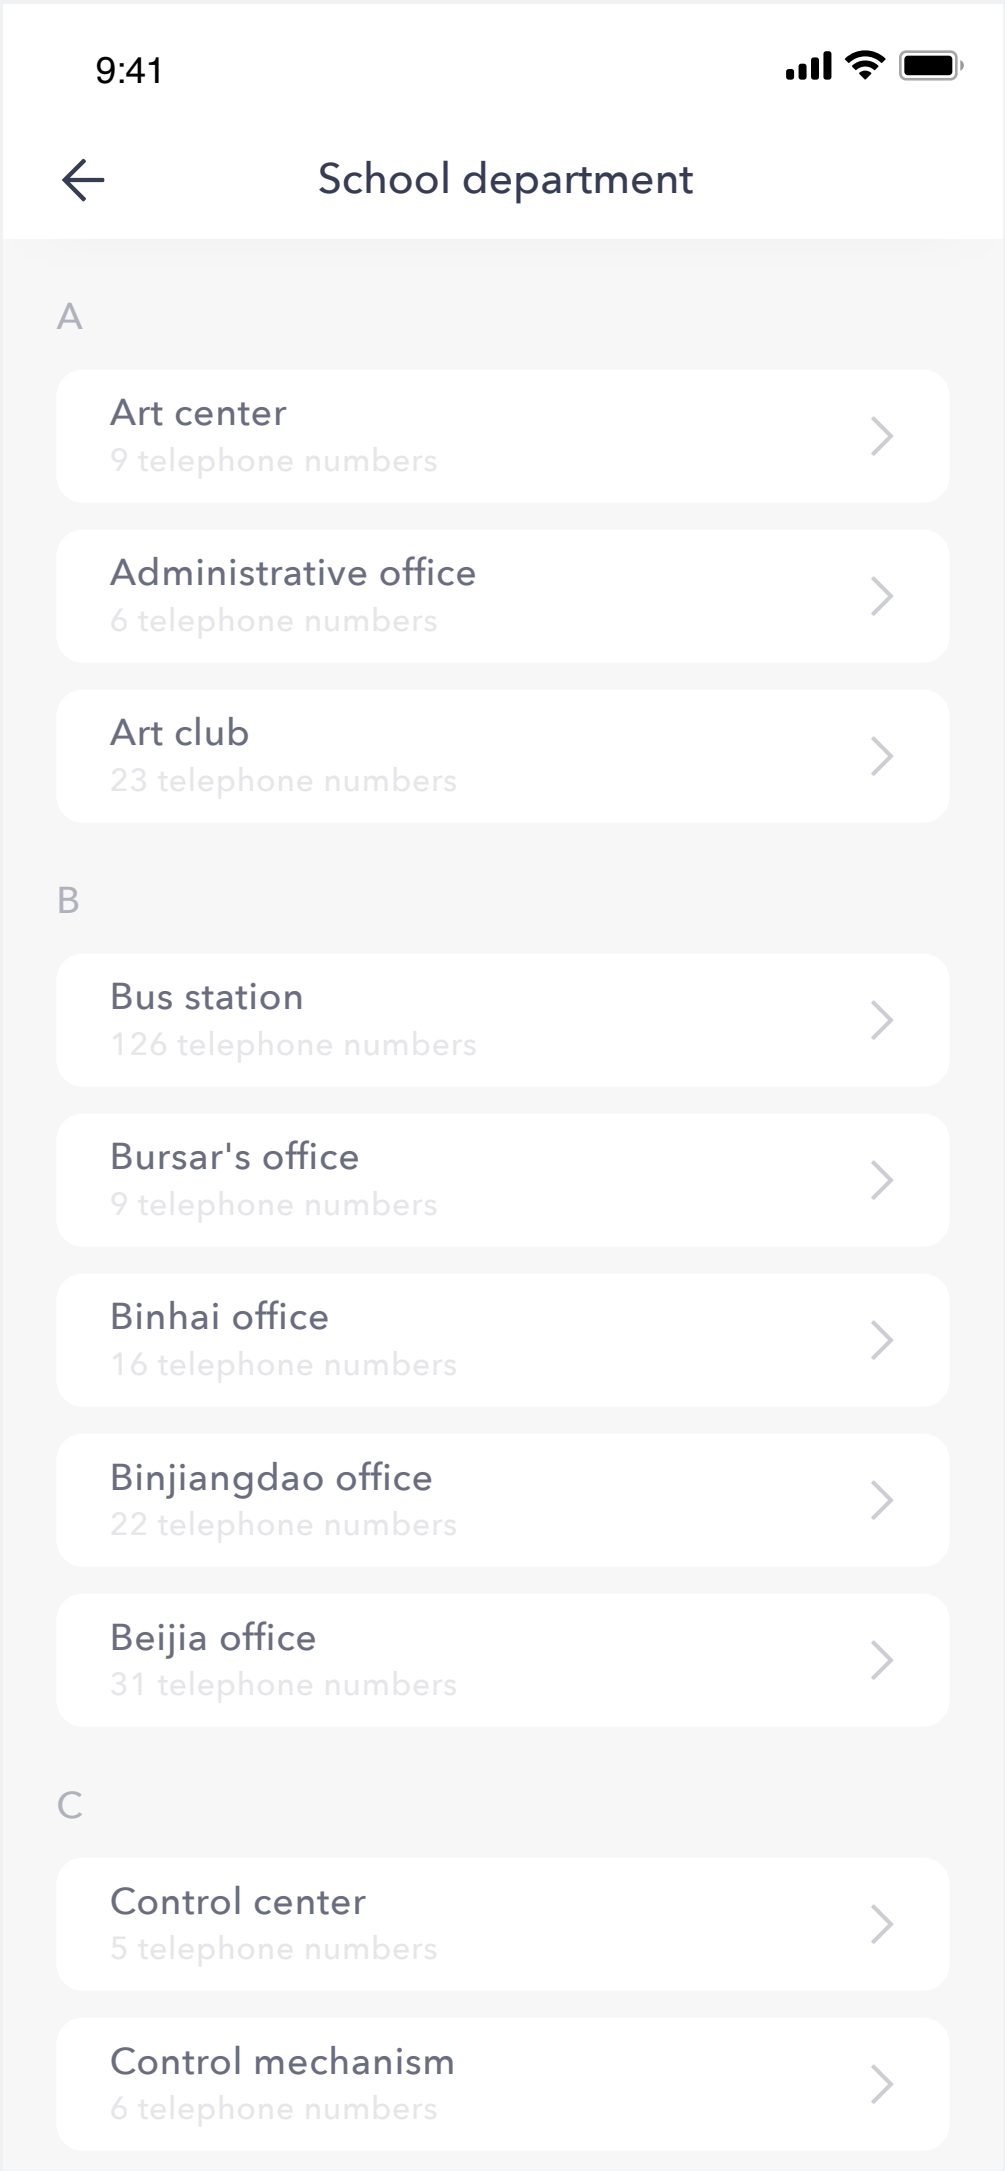 9:41
School department
A
Art center
9 telephone numbers
Administrative office
6 telephone numbers
Art club
23 telephone numbers
B
Bus station
126 telephone numbers
Bursar's office
9 telephone numbers
Binhai office
16 telephone numbers
Binjiangdao office
22 telephone numbers
Beijia office
31 telephone numbers
C
Control center
5 telephone numbers
Control mechanism
6 telephone numbers